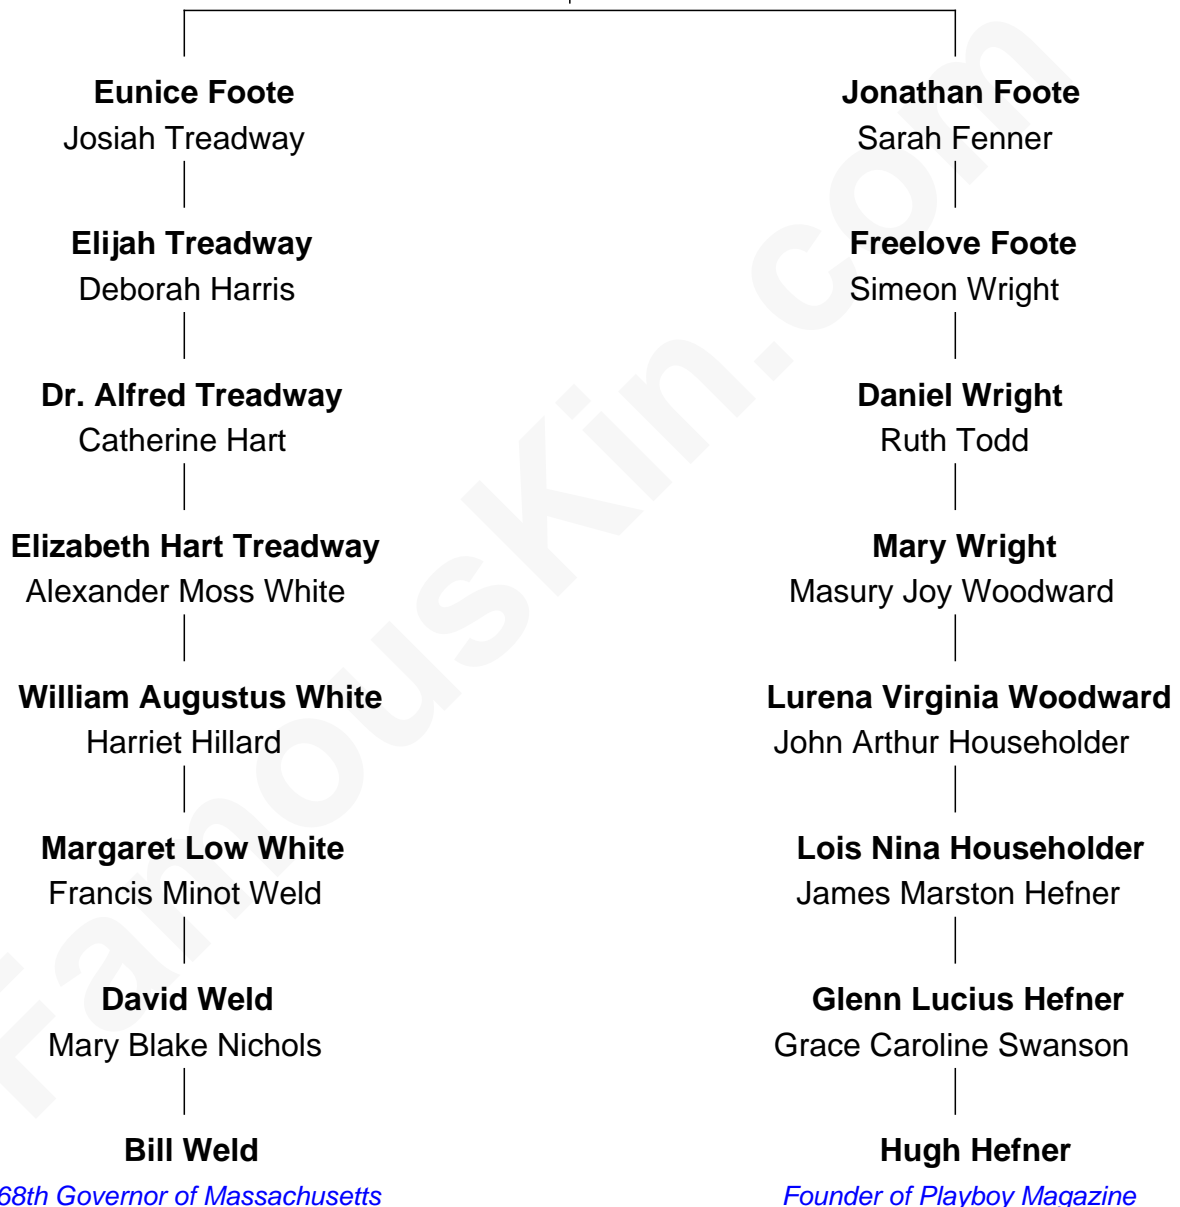 Eunice Foote
Josiah Treadway
Jonathan Foote
Sarah Fenner
Elijah Treadway
Deborah Harris
Freelove Foote
Simeon Wright
Dr. Alfred Treadway
Catherine Hart
Daniel Wright
Ruth Todd
Elizabeth Hart Treadway
Alexander Moss White
Mary Wright
Masury Joy Woodward
William Augustus White
Harriet Hillard
Lurena Virginia Woodward
John Arthur Householder
Margaret Low White
Francis Minot Weld
Lois Nina Householder
James Marston Hefner
David Weld
Mary Blake Nichols
Glenn Lucius Hefner
Grace Caroline Swanson
Bill Weld
68th Governor of Massachusetts
Hugh Hefner
Founder of Playboy Magazine
FamousKin.com